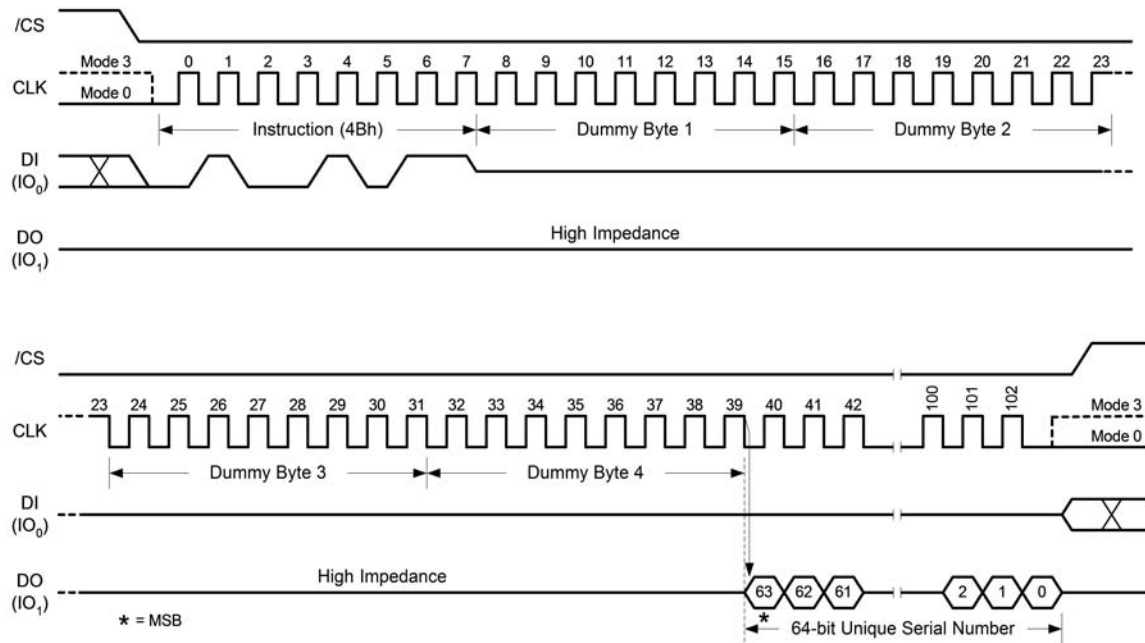 /CS
Mode 3
0 1 2 3 4 5 6 7 8 9 10 11 12 13 14 15 16 17 18 19 20 21 22 23
CLK
Mode 0
Instruction (4Bh)
Dummy Byte 1
Dummy Byte 2
DI
(IO0)
High Impedance
DO
(IO1)
/CS
23 24 25 26 27 28 29 30 31 32 33 34 35 36 37 38 39 40 41 42 100 101 102
Mode 3
CLK
Mode 0
Dummy Byte 3
Dummy Byte 4
DI
(IO0)
High Impedance
DO
(IO1)
63 62 61 2 1 0
* = MSB
*
64-bit Unique Serial Number